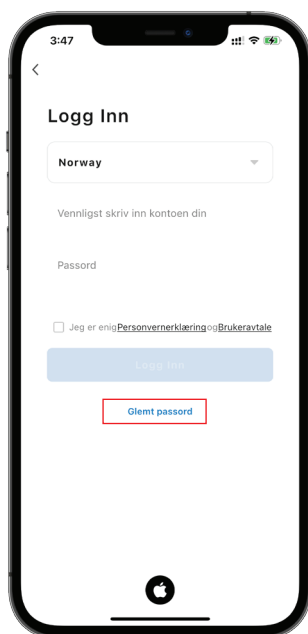 3:47
Logg Inn
Norway
Vennligst skriv inn kontoen din
Passord
Jeg er enigPersonvernerklæringogBrukeravtale
Logg Inn
Glemt passord